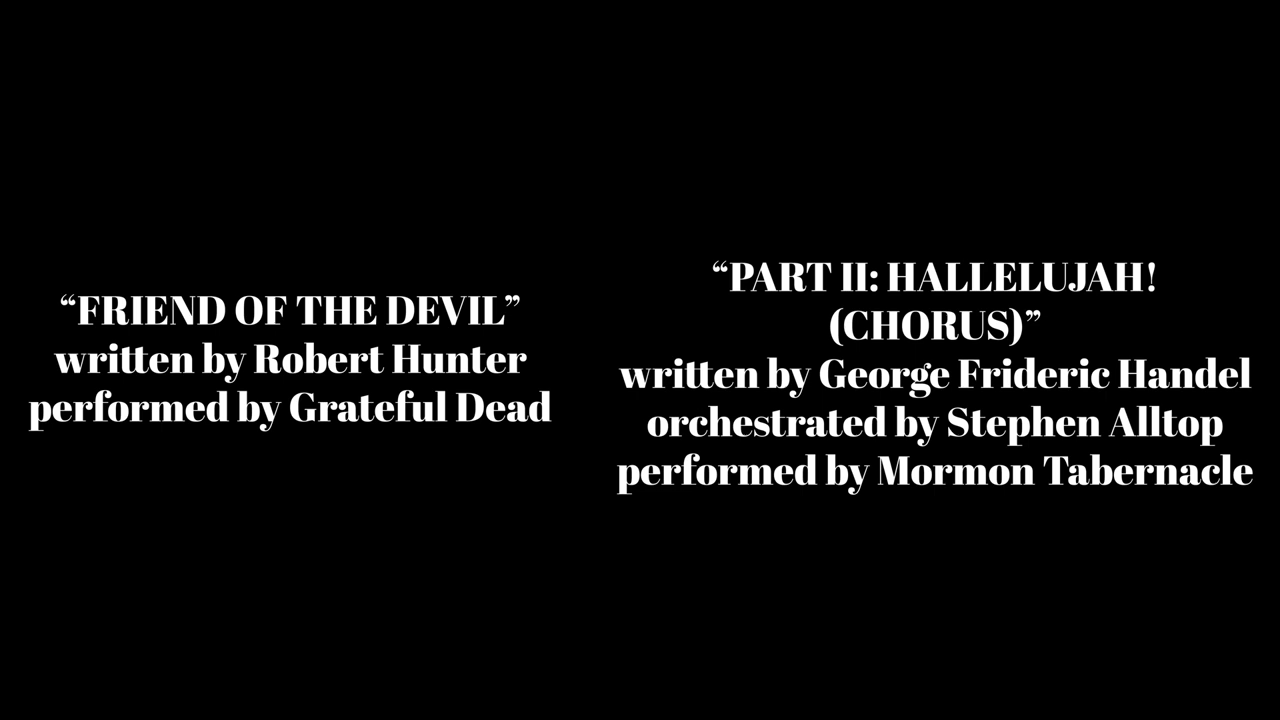 “FRIEND OF THE DEVIL”
written by Robert Hunter
performed by Grateful Dead
“PART II: HALLELUJAH!
(CHORUS)”
written by George Frideric Handel
orchestrated by Stephen Alltop
performed by Mormon Tabernacle